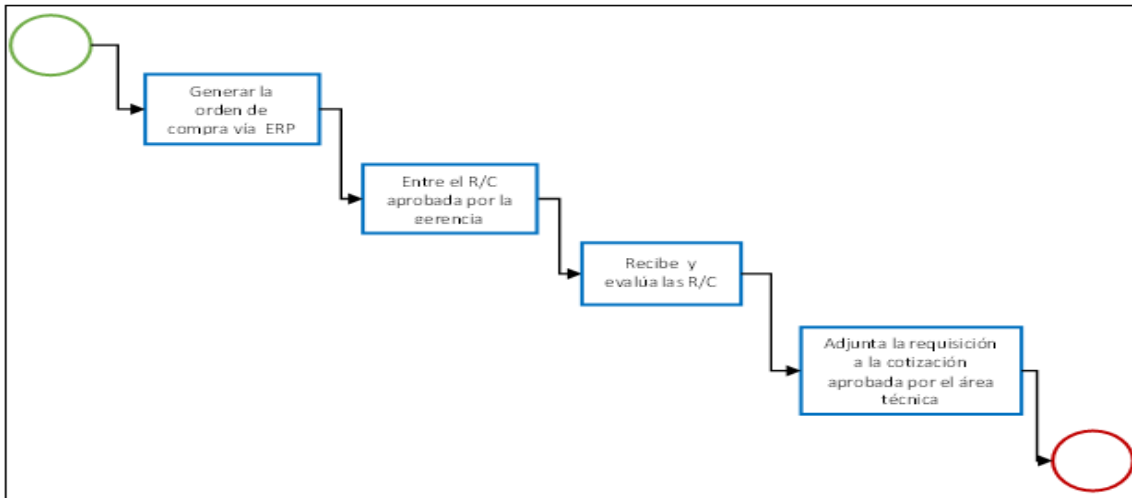 Generar la
orden de
compra vía ERP
Entre el R/C
aprobada por la
gerencia
Recibe y
evalúa las R/C
Adjunta la requisición
a la cotización
aprobada por el área
técnica